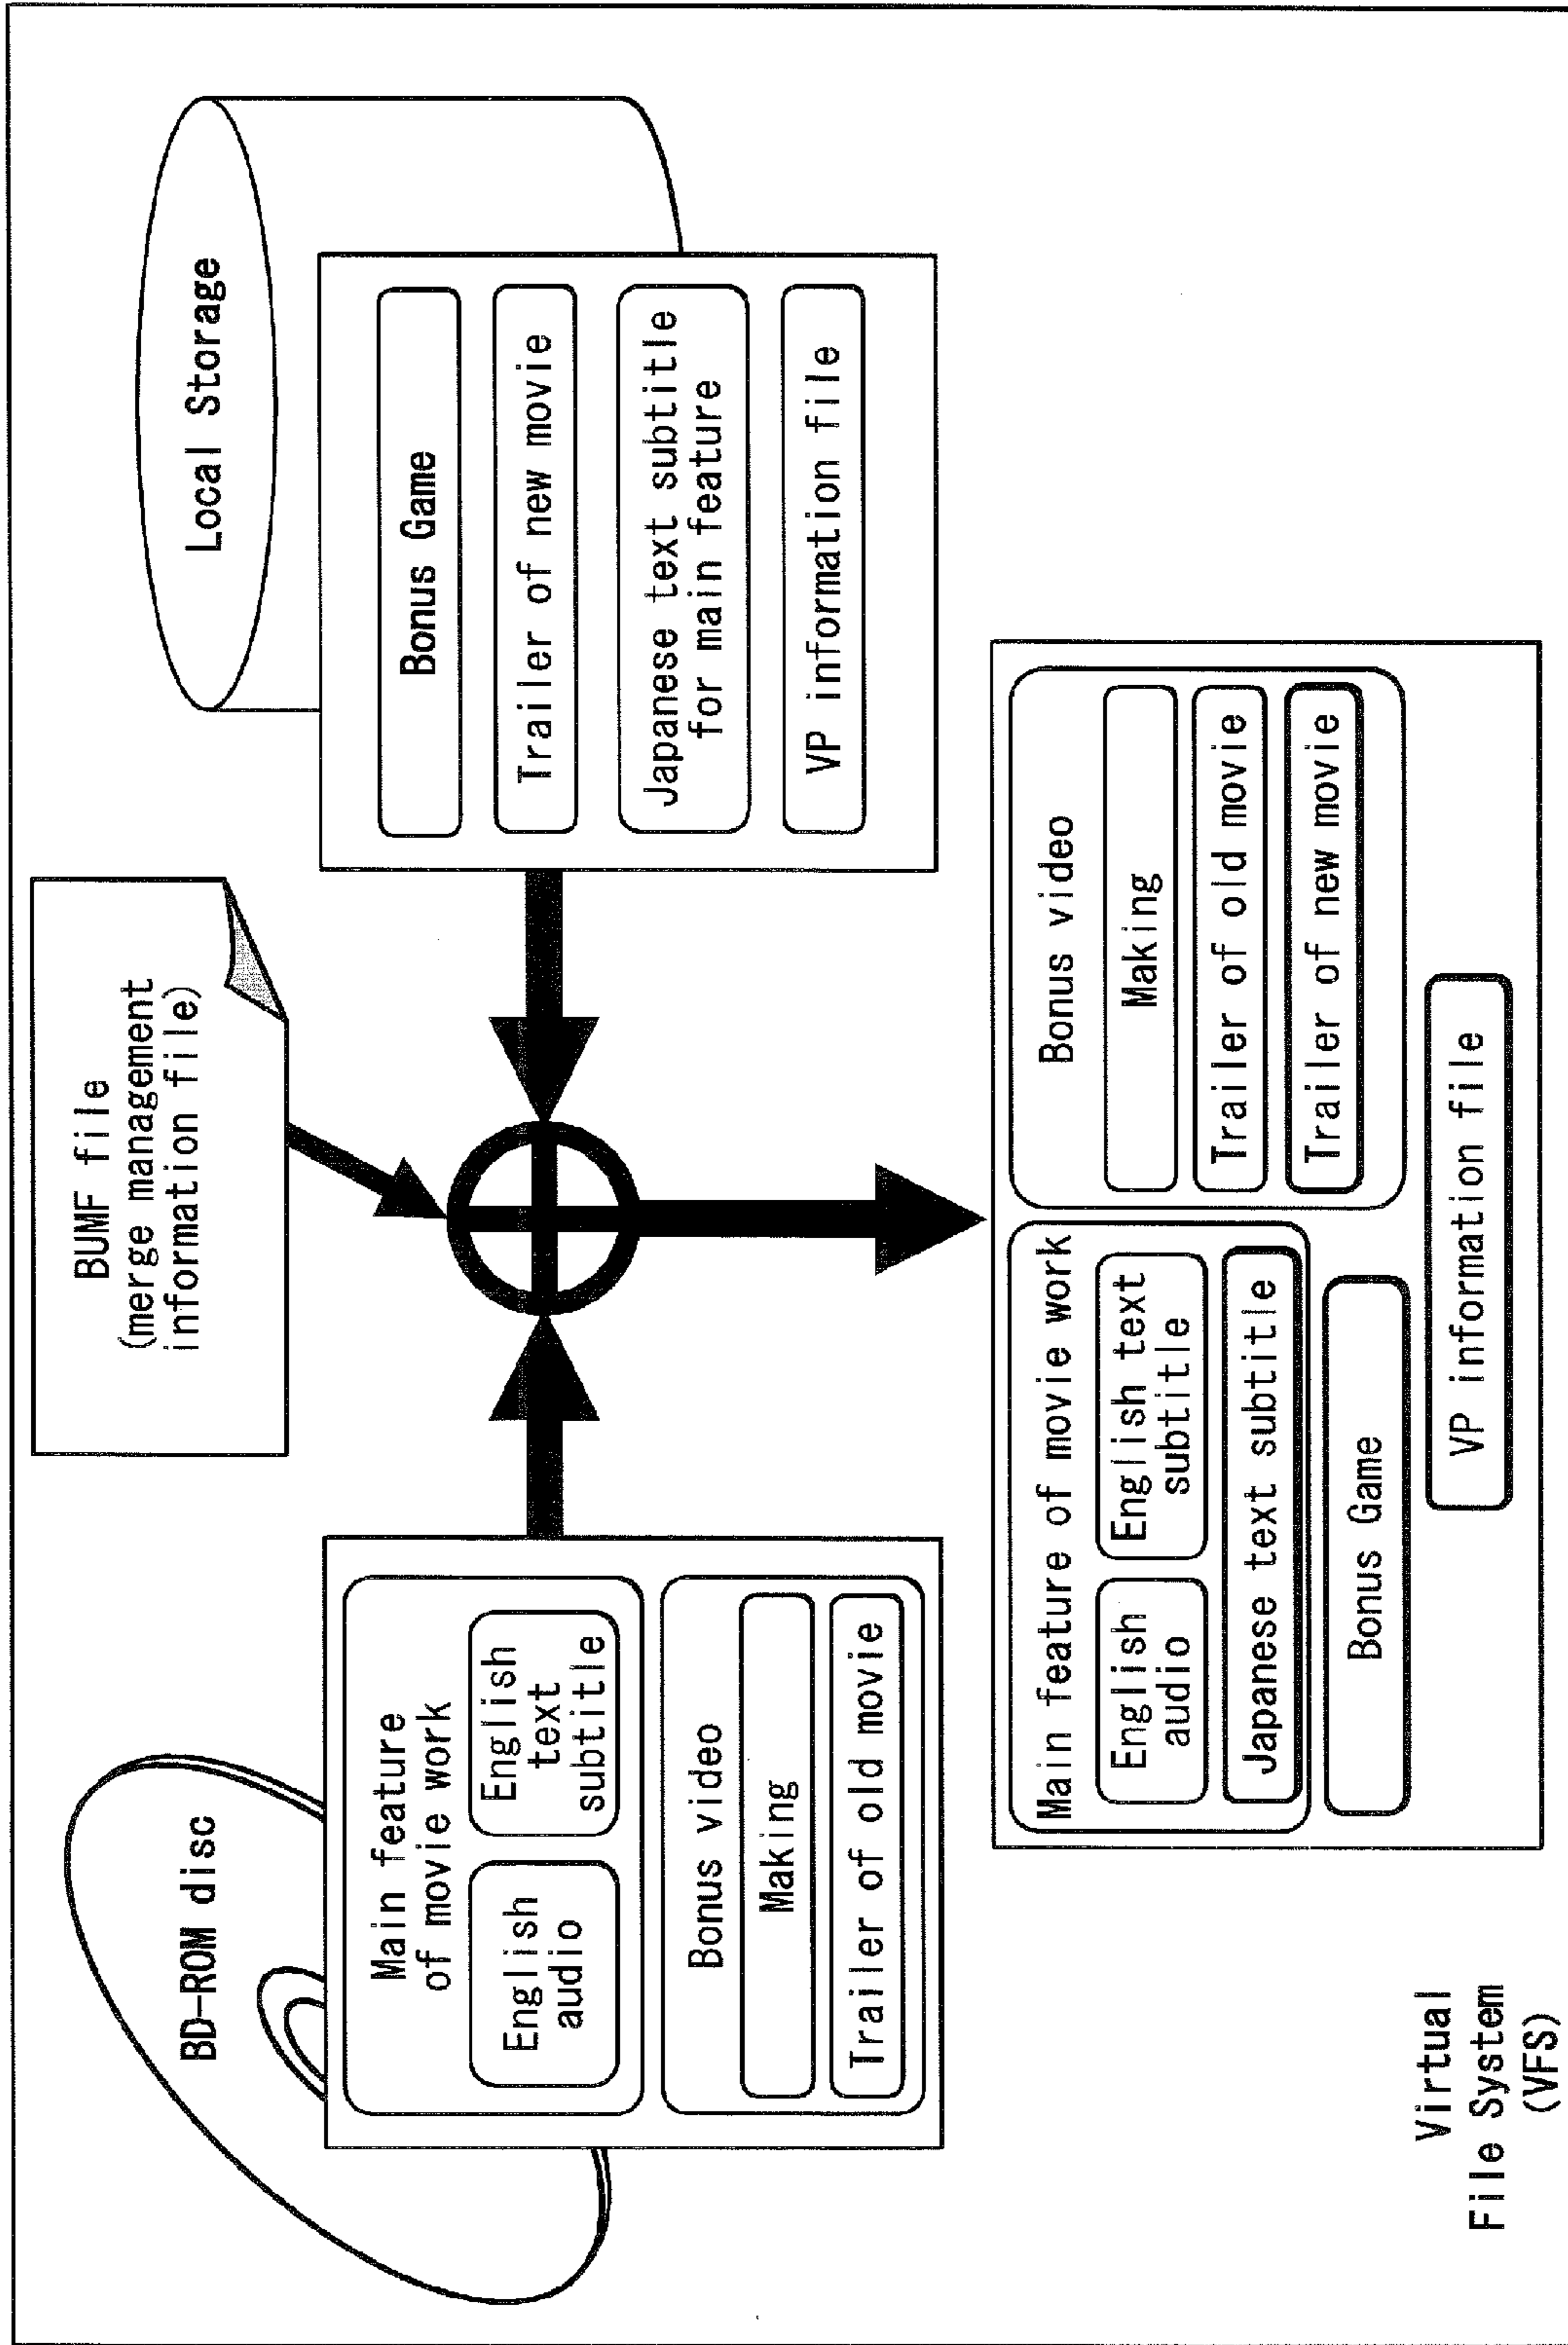 BD-ROM disc
Main feature
of movie work
English
audio
English
text
subtitle
Bonus video
Making
Trailer of old movie
BUMF file
(merge management
information file)
Local Storage
Bonus Game
Trailer of new movie
Japanese text subtitle
for main feature
VP information file
Virtual
File System
(VFS)
Main feature of movie work
English
audio
English text
subtitle
Japanese text subtitle
Bonus Game
Bonus video
Making
Trailer of old movie
Trailer of new movie
VP information file